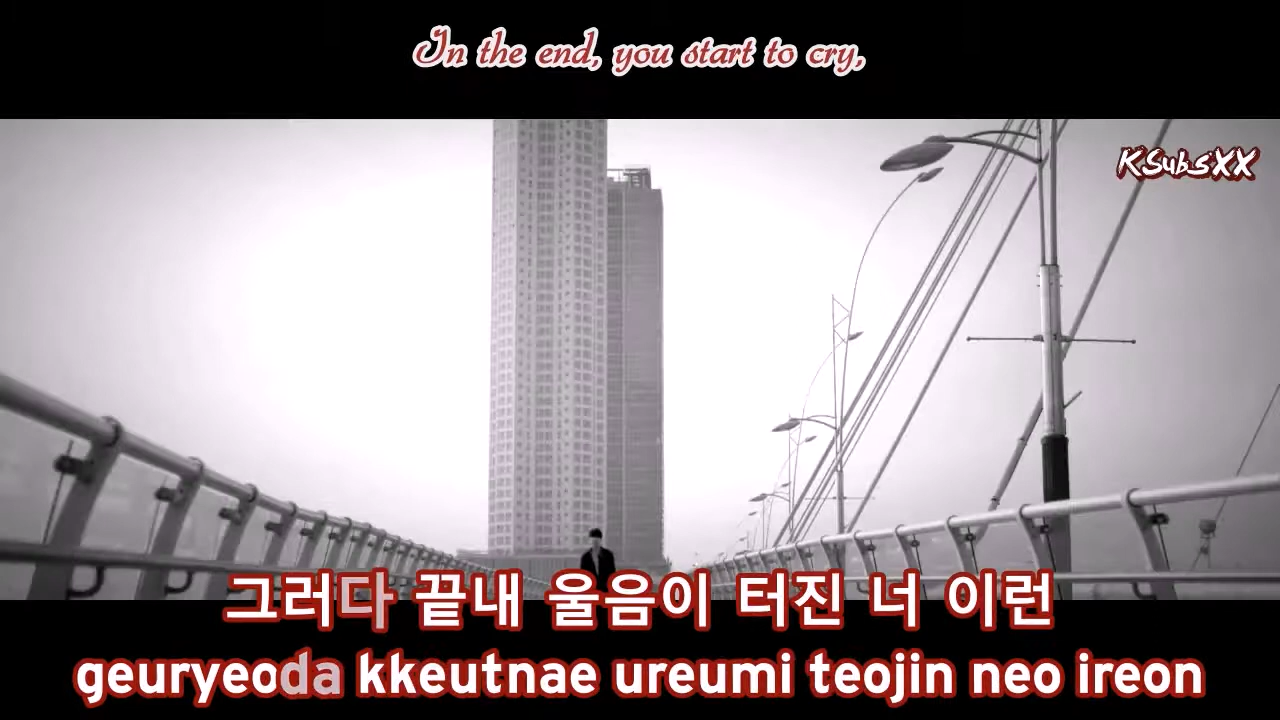 In the end, you start to cry,
KSubsXX
그러다 끝내 울음이 터진 너 이런
geuryeoda kkeutnae ureumi teojin neo ireon